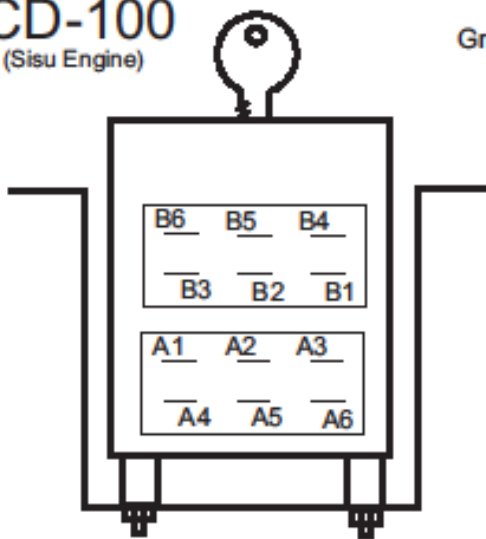 CD-100
(Sisu Engine)
B6 B5 B4
B3 B2 B1
A1 A2 A3
A4 A5 A6